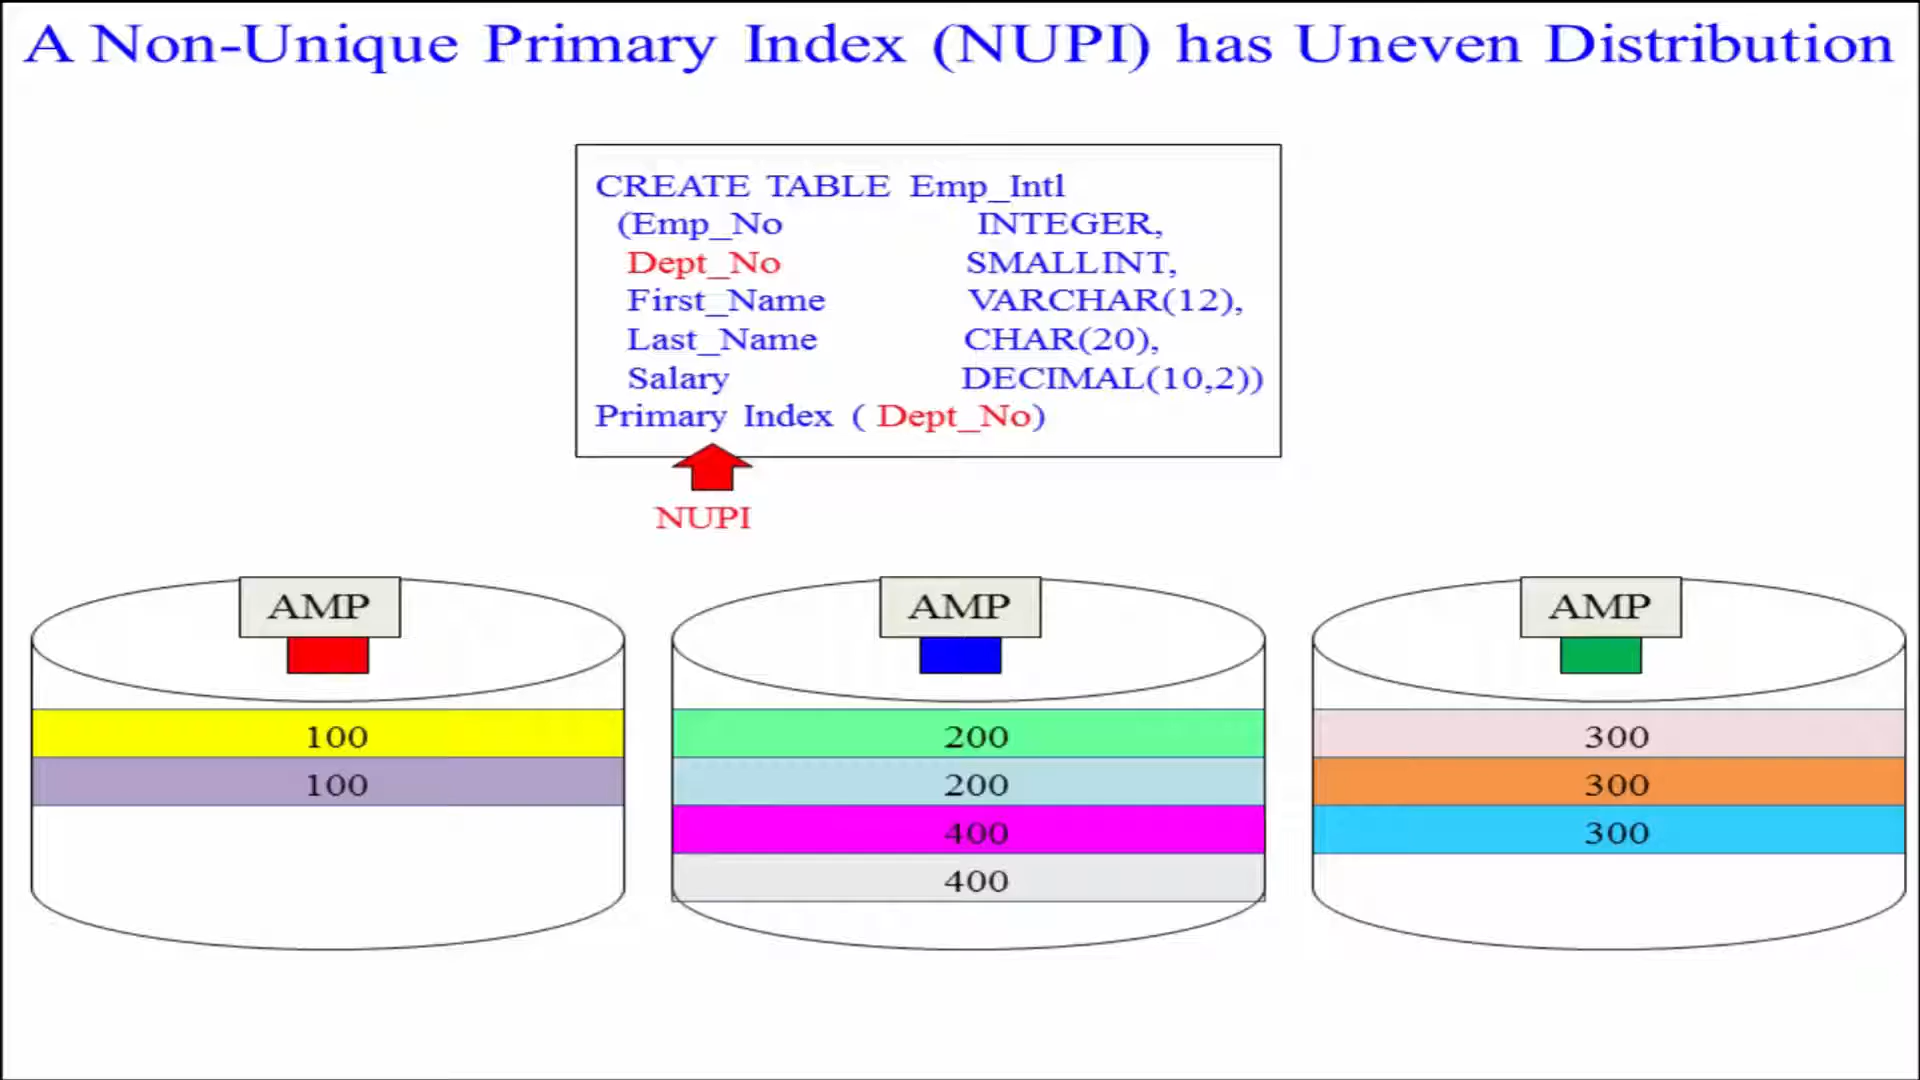 A Non-Unique Primary Index (NUPI) has Uneven Distribution
CREATE TABLE Emp_Intl
(Emp_No INTEGER,
Dept_No SMALLINT,
First_Name VARCHAR(12),
Last_Name CHAR(20),
Salary DECIMAL(10,2))
Primary Index ( Dept_No)
NUPI
AMP
100
100
AMP
200
200
400
400
AMP
300
300
300